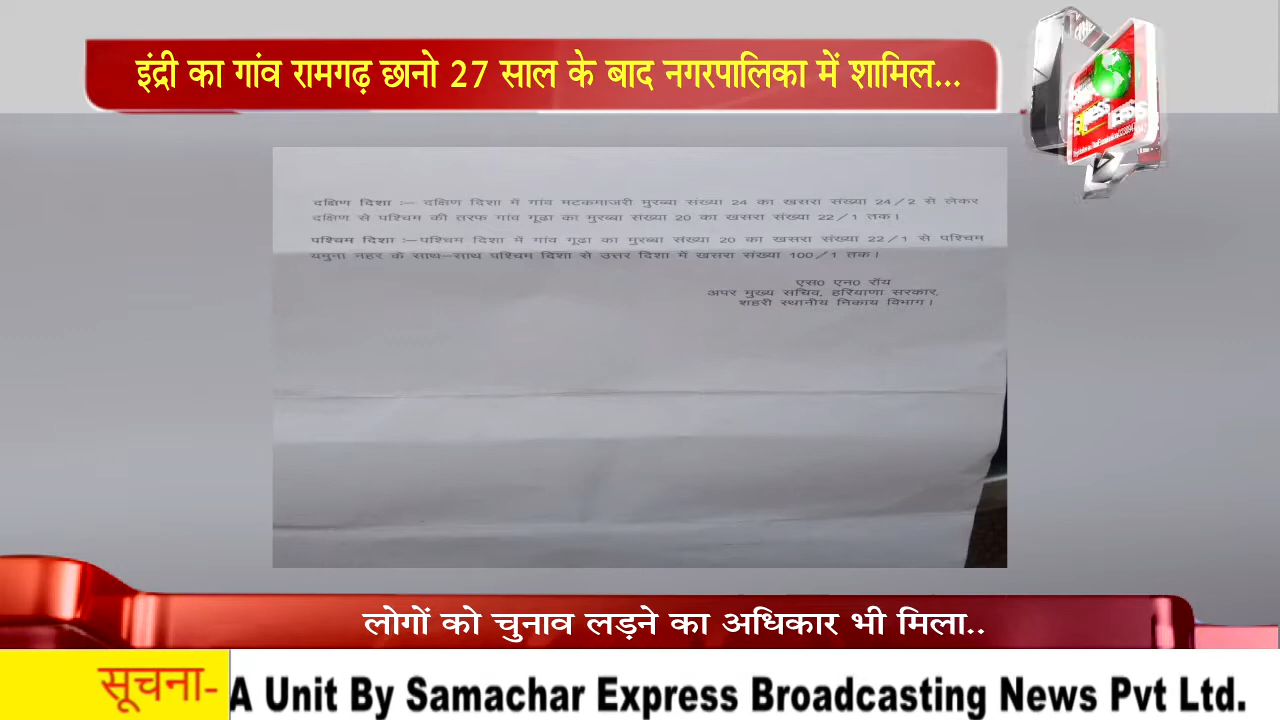 इंद्री का गांव रामगढ़ छानो 27 साल के बाद नगरपालिका में शामिल...
दक्षिण दिशा :— दक्षिण दिशा में गांव मटकमाजरी मुरब्बा संख्या 24 का खसरा संख्या 24/2 से लेकर
दक्षिण से पश्चिम की तरफ गांव गूढा का मुरब्बा संख्या 20 का खसरा संख्या 22/1 तक।
पश्चिम दिशा :—पश्चिम दिशा में गांव गूढा का मुरब्बा संख्या 20 का खसरा संख्या 22/1 से पश्चिम
यमुना नहर के साथ—साथ पश्चिम दिशा से उत्तर दिशा में खसरा संख्या 100/1 तक।
एस0 एन0 रॉय
अपर मुख्य सचिव, हरियाणा सरकार,
शहरी स्थानीय निकाय विभाग।
लोगों को चुनाव लड़ने का अधिकार भी मिला..
सूचना- A Unit By Samachar Express Broadcasting News Pvt Ltd.